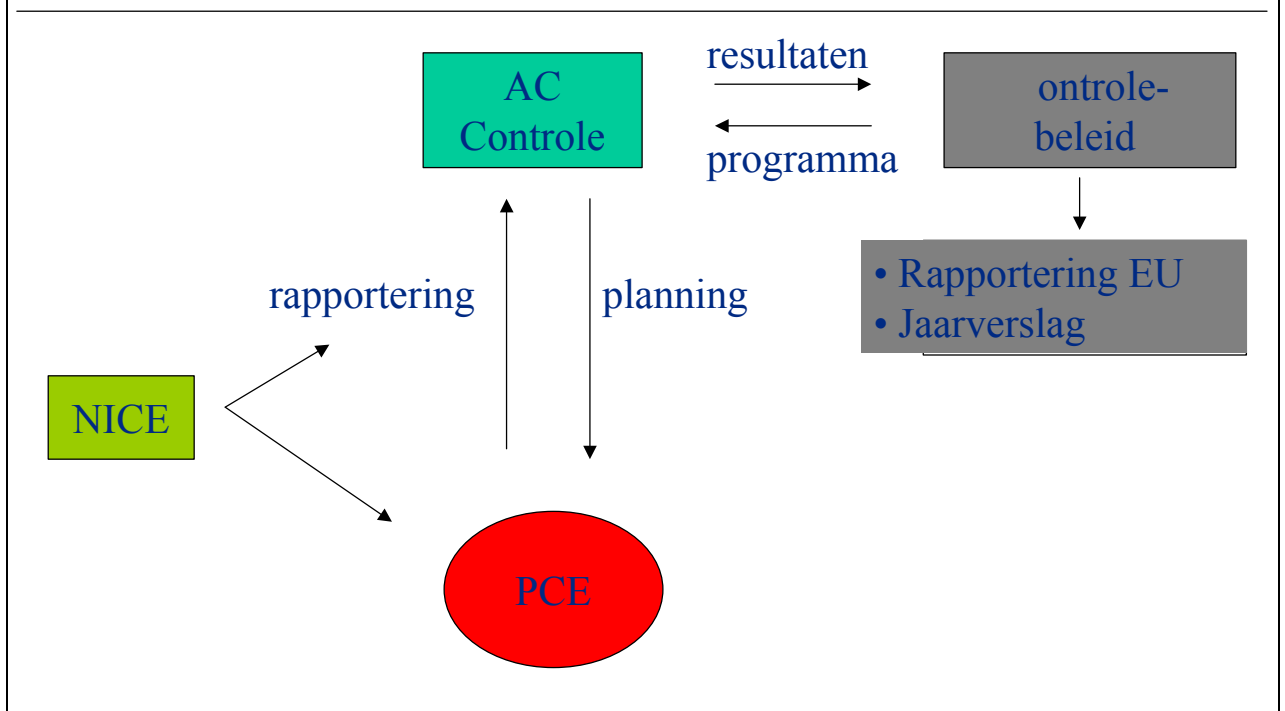 AC
Controle
resultaten
programma
ontrole-
beleid
• Rapportering EU
• Jaarverslag
rapportering
planning
NICE
PCE